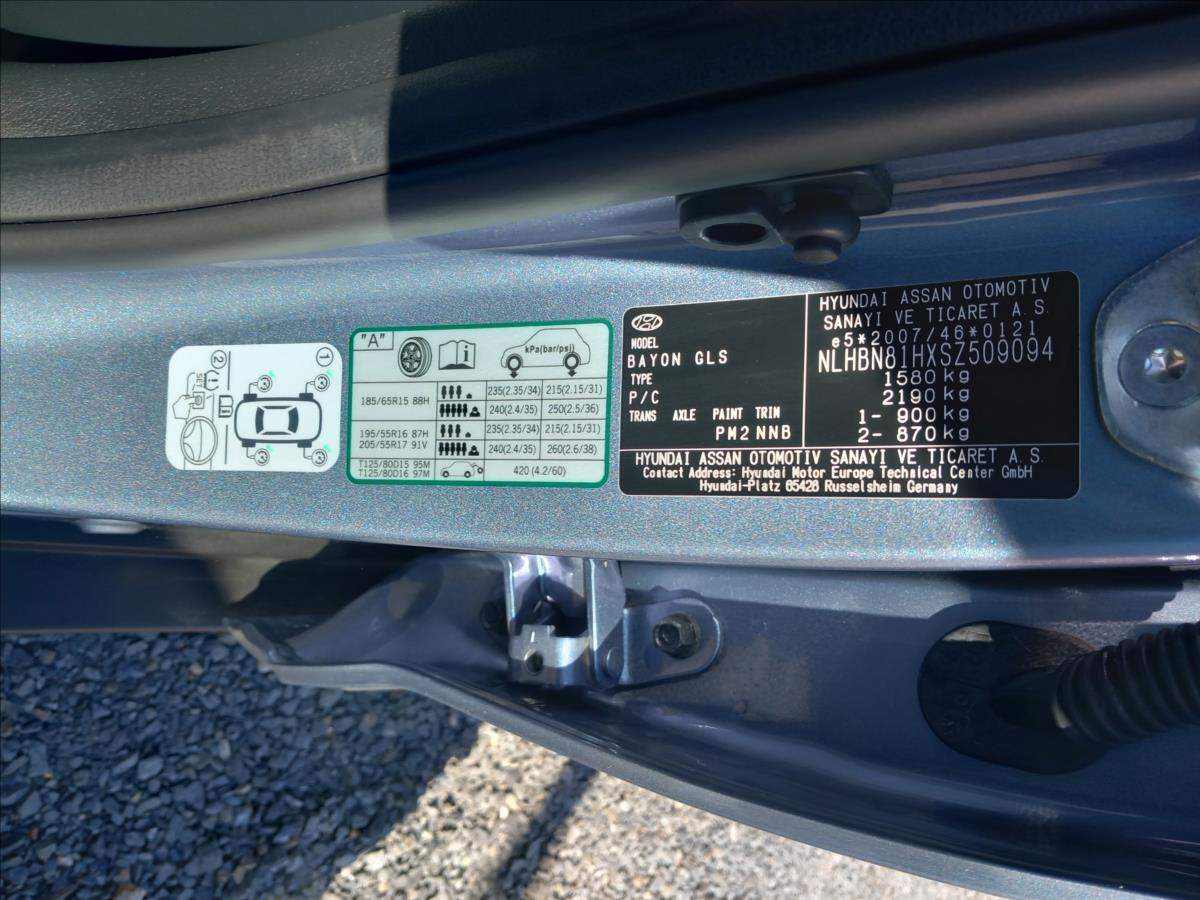 1
2
SET
"A"
kPa(bar/psi)
185/65R15 88H
235(2.35/34) 215(2.15/31)
240(2.4/35) 250(2.5/36)
195/55R16 87H
205/55R17 91V
235(2.35/34) 215(2.15/31)
240(2.4/35) 260(2.6/38)
T125/80D15 95M
T125/80D16 97M
420 (4.2/60)
MODEL
BAYON GLS
TYPE
P/C
TRANS AXLE PAINT TRIM
PM2 NNB
HYUNDAI ASSAN OTOMOTIV
SANAYI VE TICARET A.S.
e5*2007/46*0121
NLHBN81HXSZ509094
1580 kg
2190 kg
1- 900 kg
2- 870 kg
HYUNDAI ASSAN OTOMOTIV SANAYI VE TICARET A.S.
Contact Address: Hyundai Motor Europe Technical Center GmbH
Hyundai-Platz 65428 Russelsheim Germany